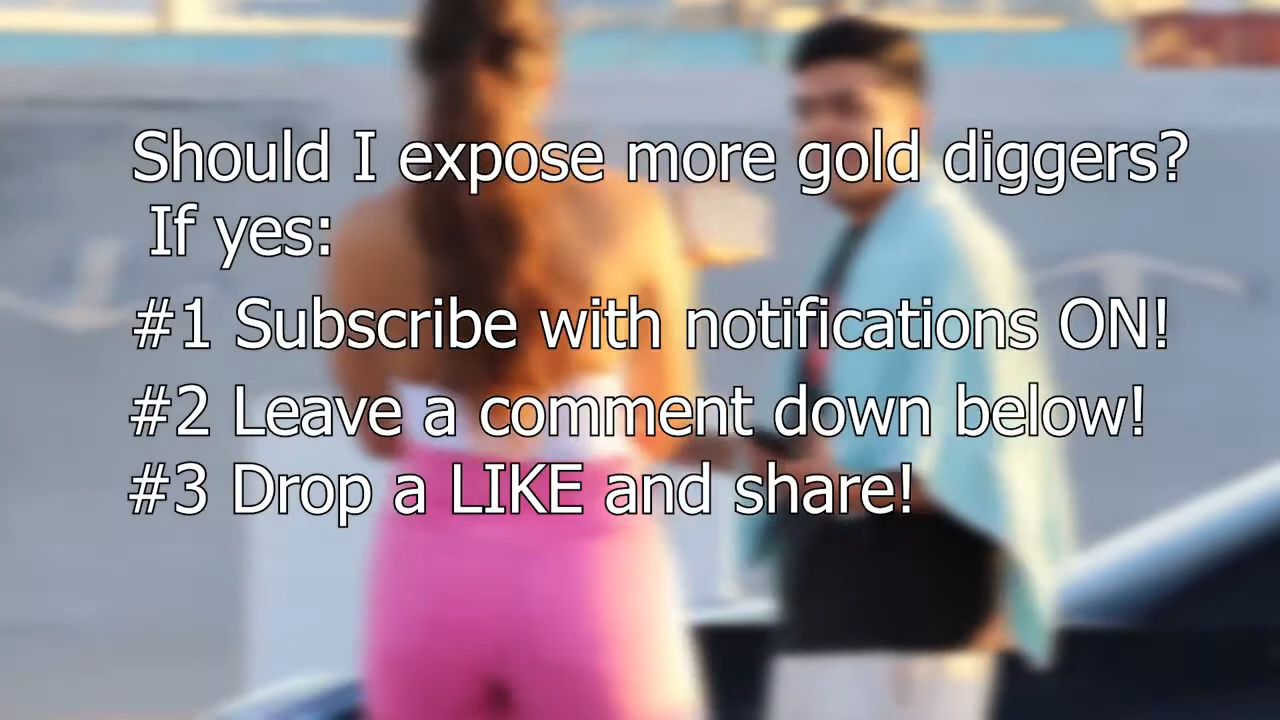 Should I expose more gold diggers?
If yes:
#1 Subscribe with notifications ON!
#2 Leave a comment down below!
#3 Drop a LIKE and share!